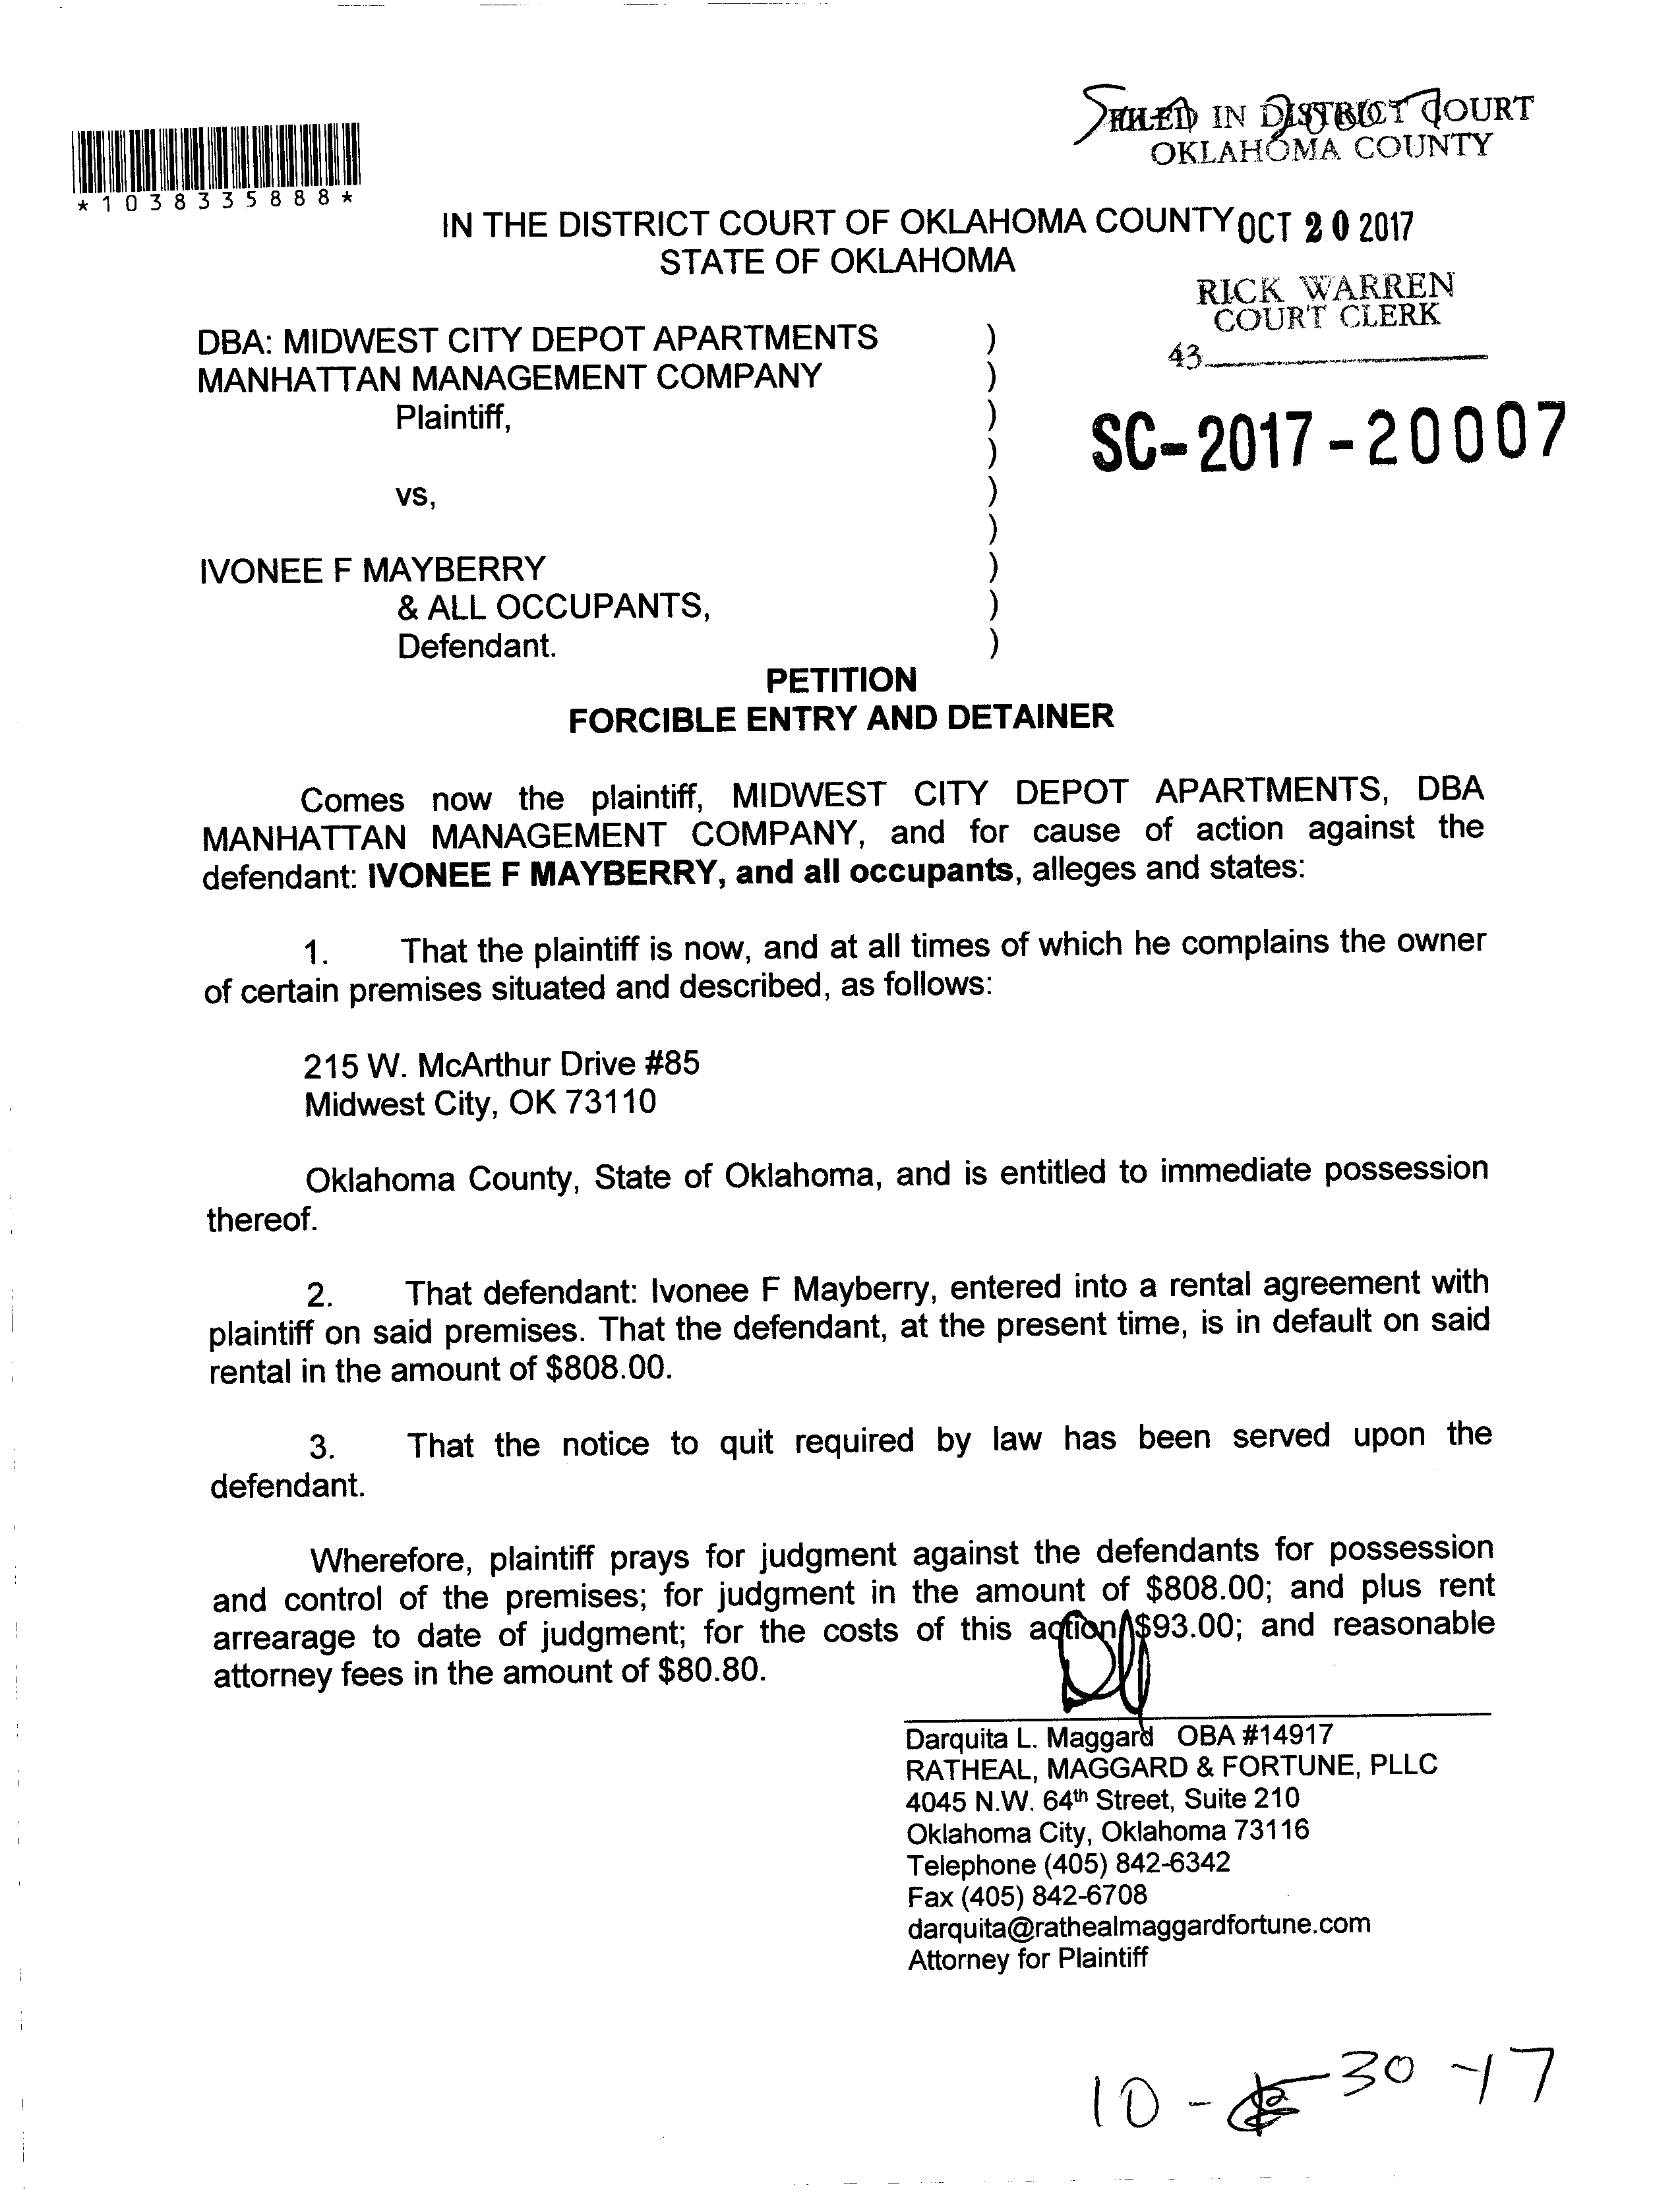 FILED IN DISTRICT COURT
OKLAHOMA COUNTY
*1038335888*
IN THE DISTRICT COURT OF OKLAHOMA COUNTY OCT 20 2017
STATE OF OKLAHOMA
RICK WARREN
COURT CLERK
43
DBA: MIDWEST CITY DEPOT APARTMENTS )
MANHATTAN MANAGEMENT COMPANY )
Plaintiff, )
)
SC-2017-20007
vs, )
)
IVONEE F MAYBERRY )
& ALL OCCUPANTS, )
Defendant. )
PETITION
FORCIBLE ENTRY AND DETAINER
Comes now the plaintiff, MIDWEST CITY DEPOT APARTMENTS, DBA
MANHATTAN MANAGEMENT COMPANY, and for cause of action against the
defendant: IVONEE F MAYBERRY, and all occupants, alleges and states:
1. That the plaintiff is now, and at all times of which he complains the owner
of certain premises situated and described, as follows:
215 W. McArthur Drive #85
Midwest City, OK 73110
Oklahoma County, State of Oklahoma, and is entitled to immediate possession
thereof.
2. That defendant: Ivonee F Mayberry, entered into a rental agreement with
plaintiff on said premises. That the defendant, at the present time, is in default on said
rental in the amount of $808.00.
3. That the notice to quit required by law has been served upon the
defendant.
Wherefore, plaintiff prays for judgment against the defendants for possession
and control of the premises; for judgment in the amount of $808.00; and plus rent
arrearage to date of judgment; for the costs of this action $93.00; and reasonable
attorney fees in the amount of $80.80.
Darquita L. Maggard OBA #14917
RATHEAL, MAGGARD & FORTUNE, PLLC
4045 N.W. 64th Street, Suite 210
Oklahoma City, Oklahoma 73116
Telephone (405) 842-6342
Fax (405) 842-6708
darquita@rathealmaggardfortune.com
Attorney for Plaintiff
10 - 30 -17